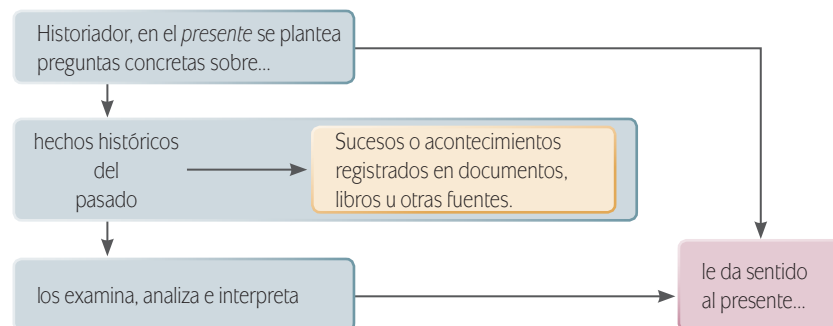 Historiador, en el presente se plantea
preguntas concretas sobre...
hechos históricos
del
pasado
Sucesos o acontecimientos
registrados en documentos,
libros u otras fuentes.
los examina, analiza e interpreta
le da sentido
al presente...